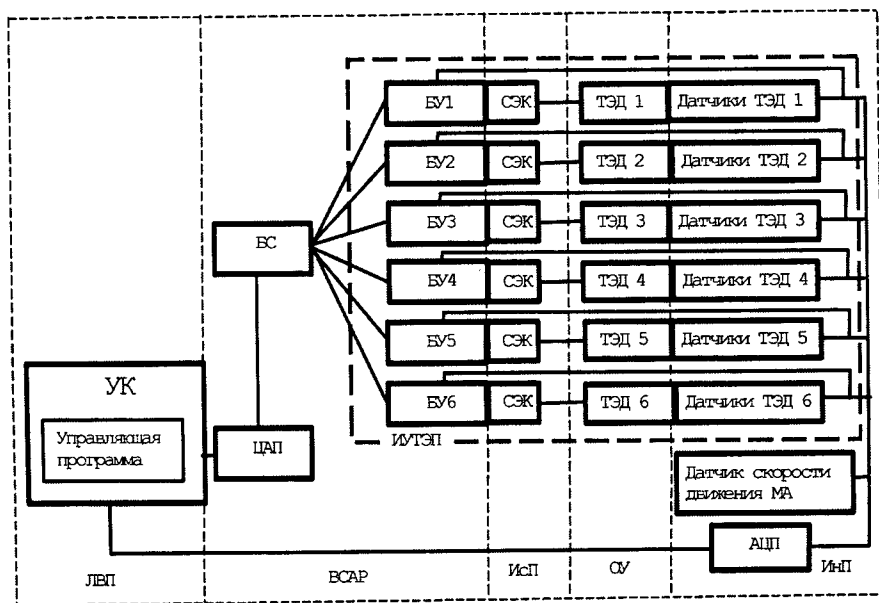 БУ1 СЭК ТЭД 1 Датчики ТЭД 1
БУ2 СЭК ТЭД 2 Датчики ТЭД 2
БУ3 СЭК ТЭД 3 Датчики ТЭД 3
БС
БУ4 СЭК ТЭД 4 Датчики ТЭД 4
БУ5 СЭК ТЭД 5 Датчики ТЭД 5
БУ6 СЭК ТЭД 6 Датчики ТЭД 6
ИУТЭП
УК
Управляющая
программа
ЦАП
Датчик скорости
движения МА
АЦП
ЛВП ВСАР ИсП ОУ ИнП